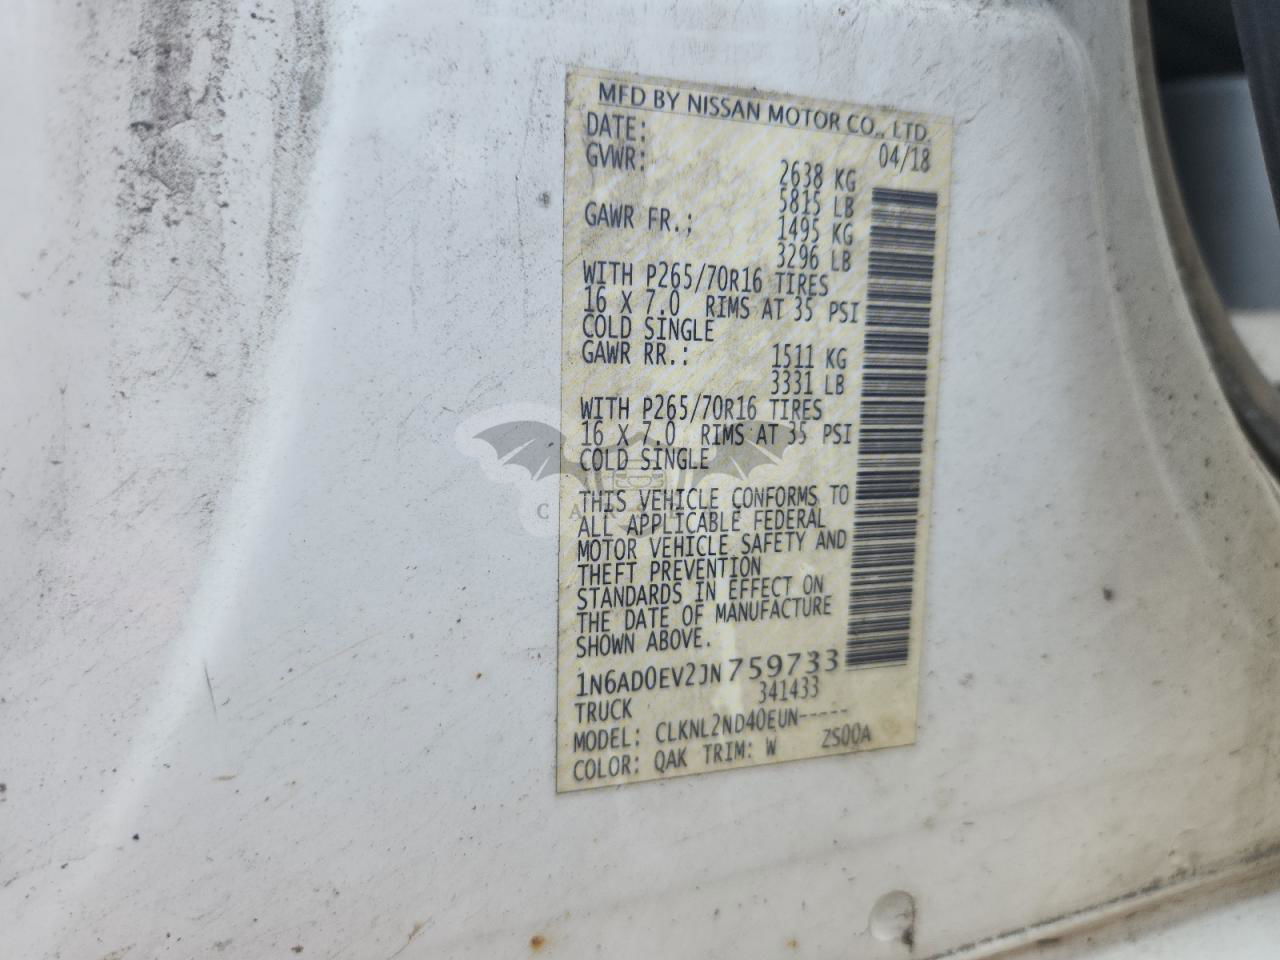 MFD BY NISSAN MOTOR CO., LTD.
DATE: 04/18
GVWR: 2638 KG
5815 LB
GAWR FR.; 1495 KG
3296 LB
WITH P265/70R16 TIRES
16 X 7.0 RIMS AT 35 PSI
COLD SINGLE
GAWR RR.: 1511 KG
3331 LB
WITH P265/70R16 TIRES
16 X 7.0 RIMS AT 35 PSI
COLD SINGLE
THIS VEHICLE CONFORMS TO
ALL APPLICABLE FEDERAL
MOTOR VEHICLE SAFETY AND
THEFT PREVENTION
STANDARDS IN EFFECT ON
THE DATE OF MANUFACTURE
SHOWN ABOVE.
1N6AD0EV2JN759733
TRUCK 341433
MODEL: CLKNL2ND40EUN-----
COLOR: QAK TRIM: W ZS00A